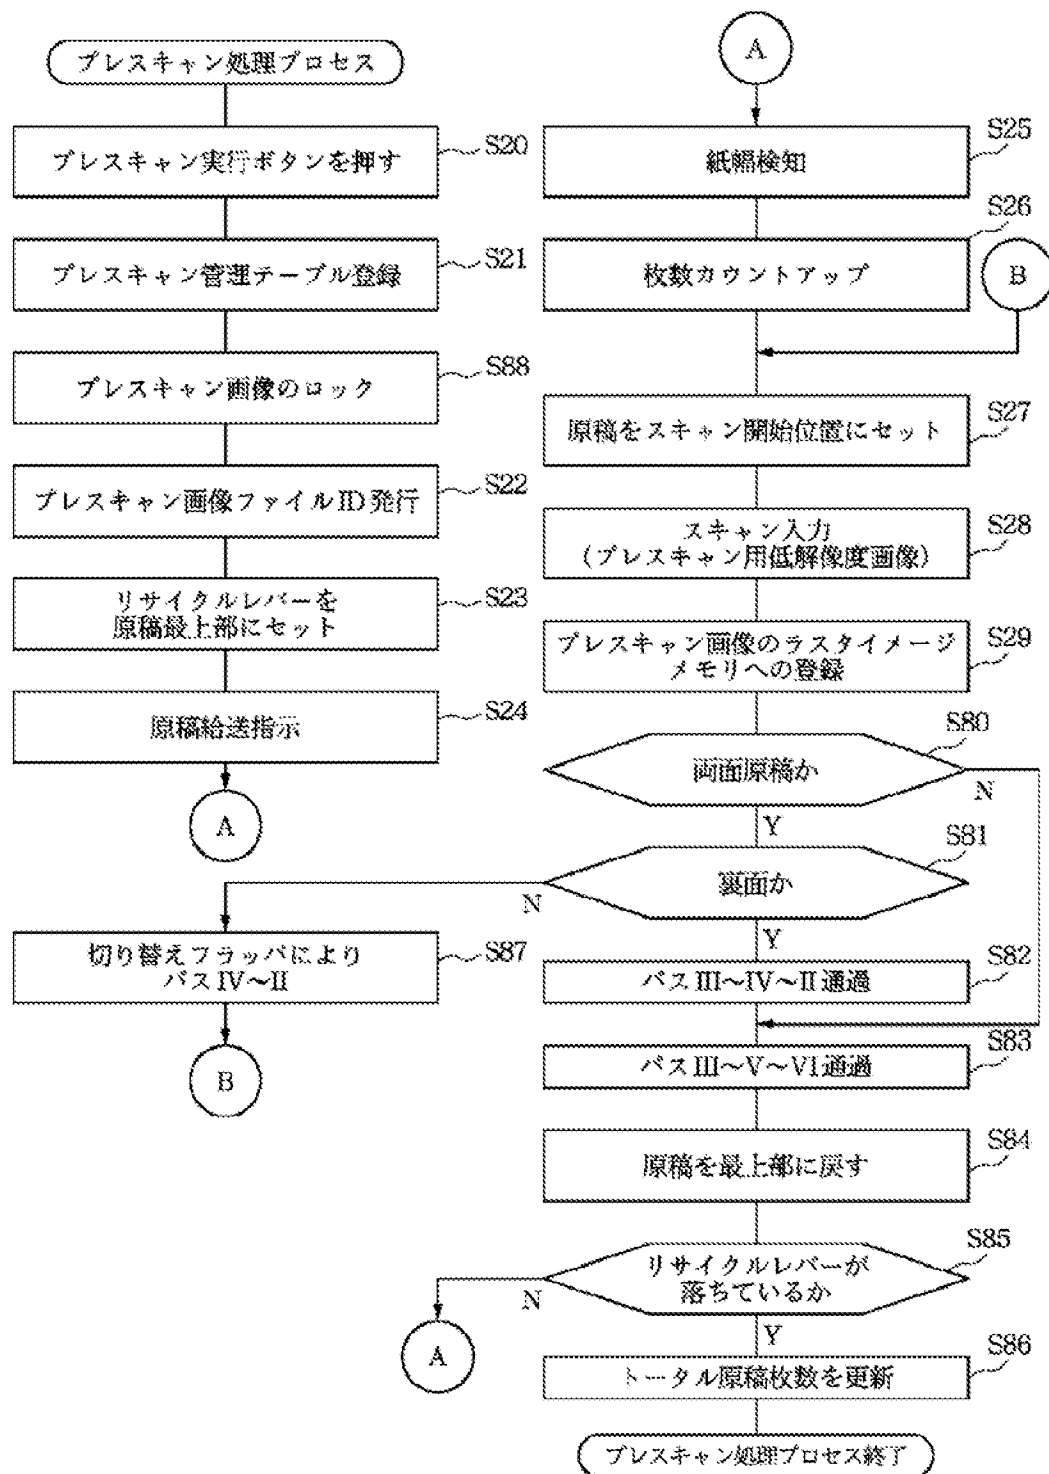 プレスキャン処理プロセス
プレスキャン実行ボタンを押す
S20
プレスキャン管理テーブル登録
S21
プレスキャン画像のロック
S88
プレスキャン画像ファイルID発行
S22
リサイクルレバーを
原稿最上部にセット
S23
原稿給送指示
S24
A
切り替えフラッパにより
パスIV～II
S87
B
A
紙幅検知
S25
枚数カウントアップ
S26
B
原稿をスキャン開始位置にセット
S27
スキャン入力
(プレスキャン用低解像度画像)
S28
プレスキャン画像のラスタイメージ
メモリへの登録
S29
両面原稿か
S80
N
Y
裏面か
S81
N
Y
パスIII～IV～II通過
S82
パスIII～V～VI通過
S83
原稿を最上部に戻す
S84
リサイクルレバーが
落ちているか
S85
N
Y
A
トータル原稿枚数を更新
S86
プレスキャン処理プロセス終了